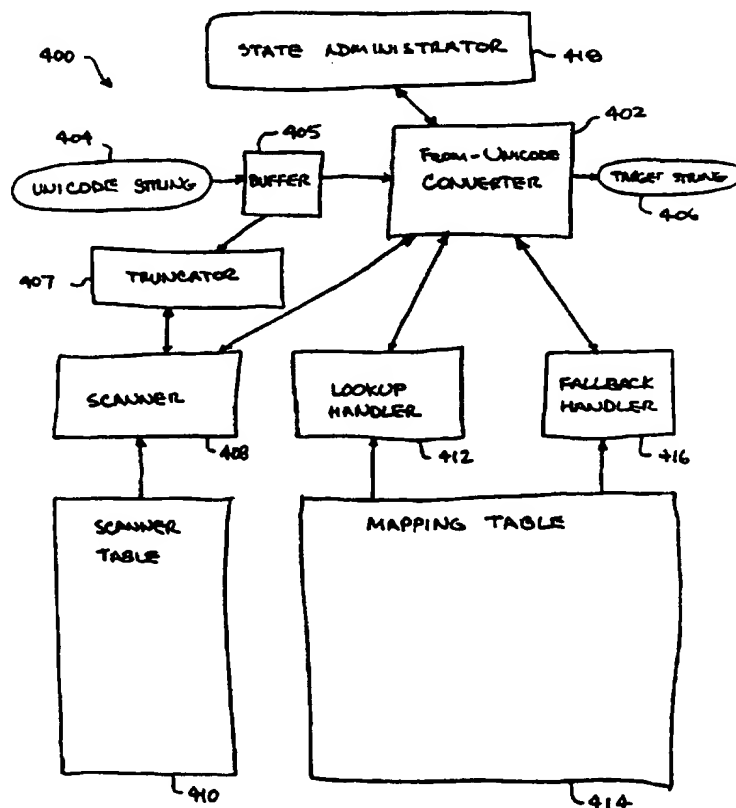 STATE ADMINISTRATOR
418
400
404
405
402
UNICODE STRING
BUFFER
FROM-UNICODE
CONVERTER
TARGET STRING
406
407
TRUNCATOR
SCANNER
408
LOOKUP
HANDLER
412
FALLBACK
HANDLER
416
SCANNER
TABLE
MAPPING TABLE
410
414